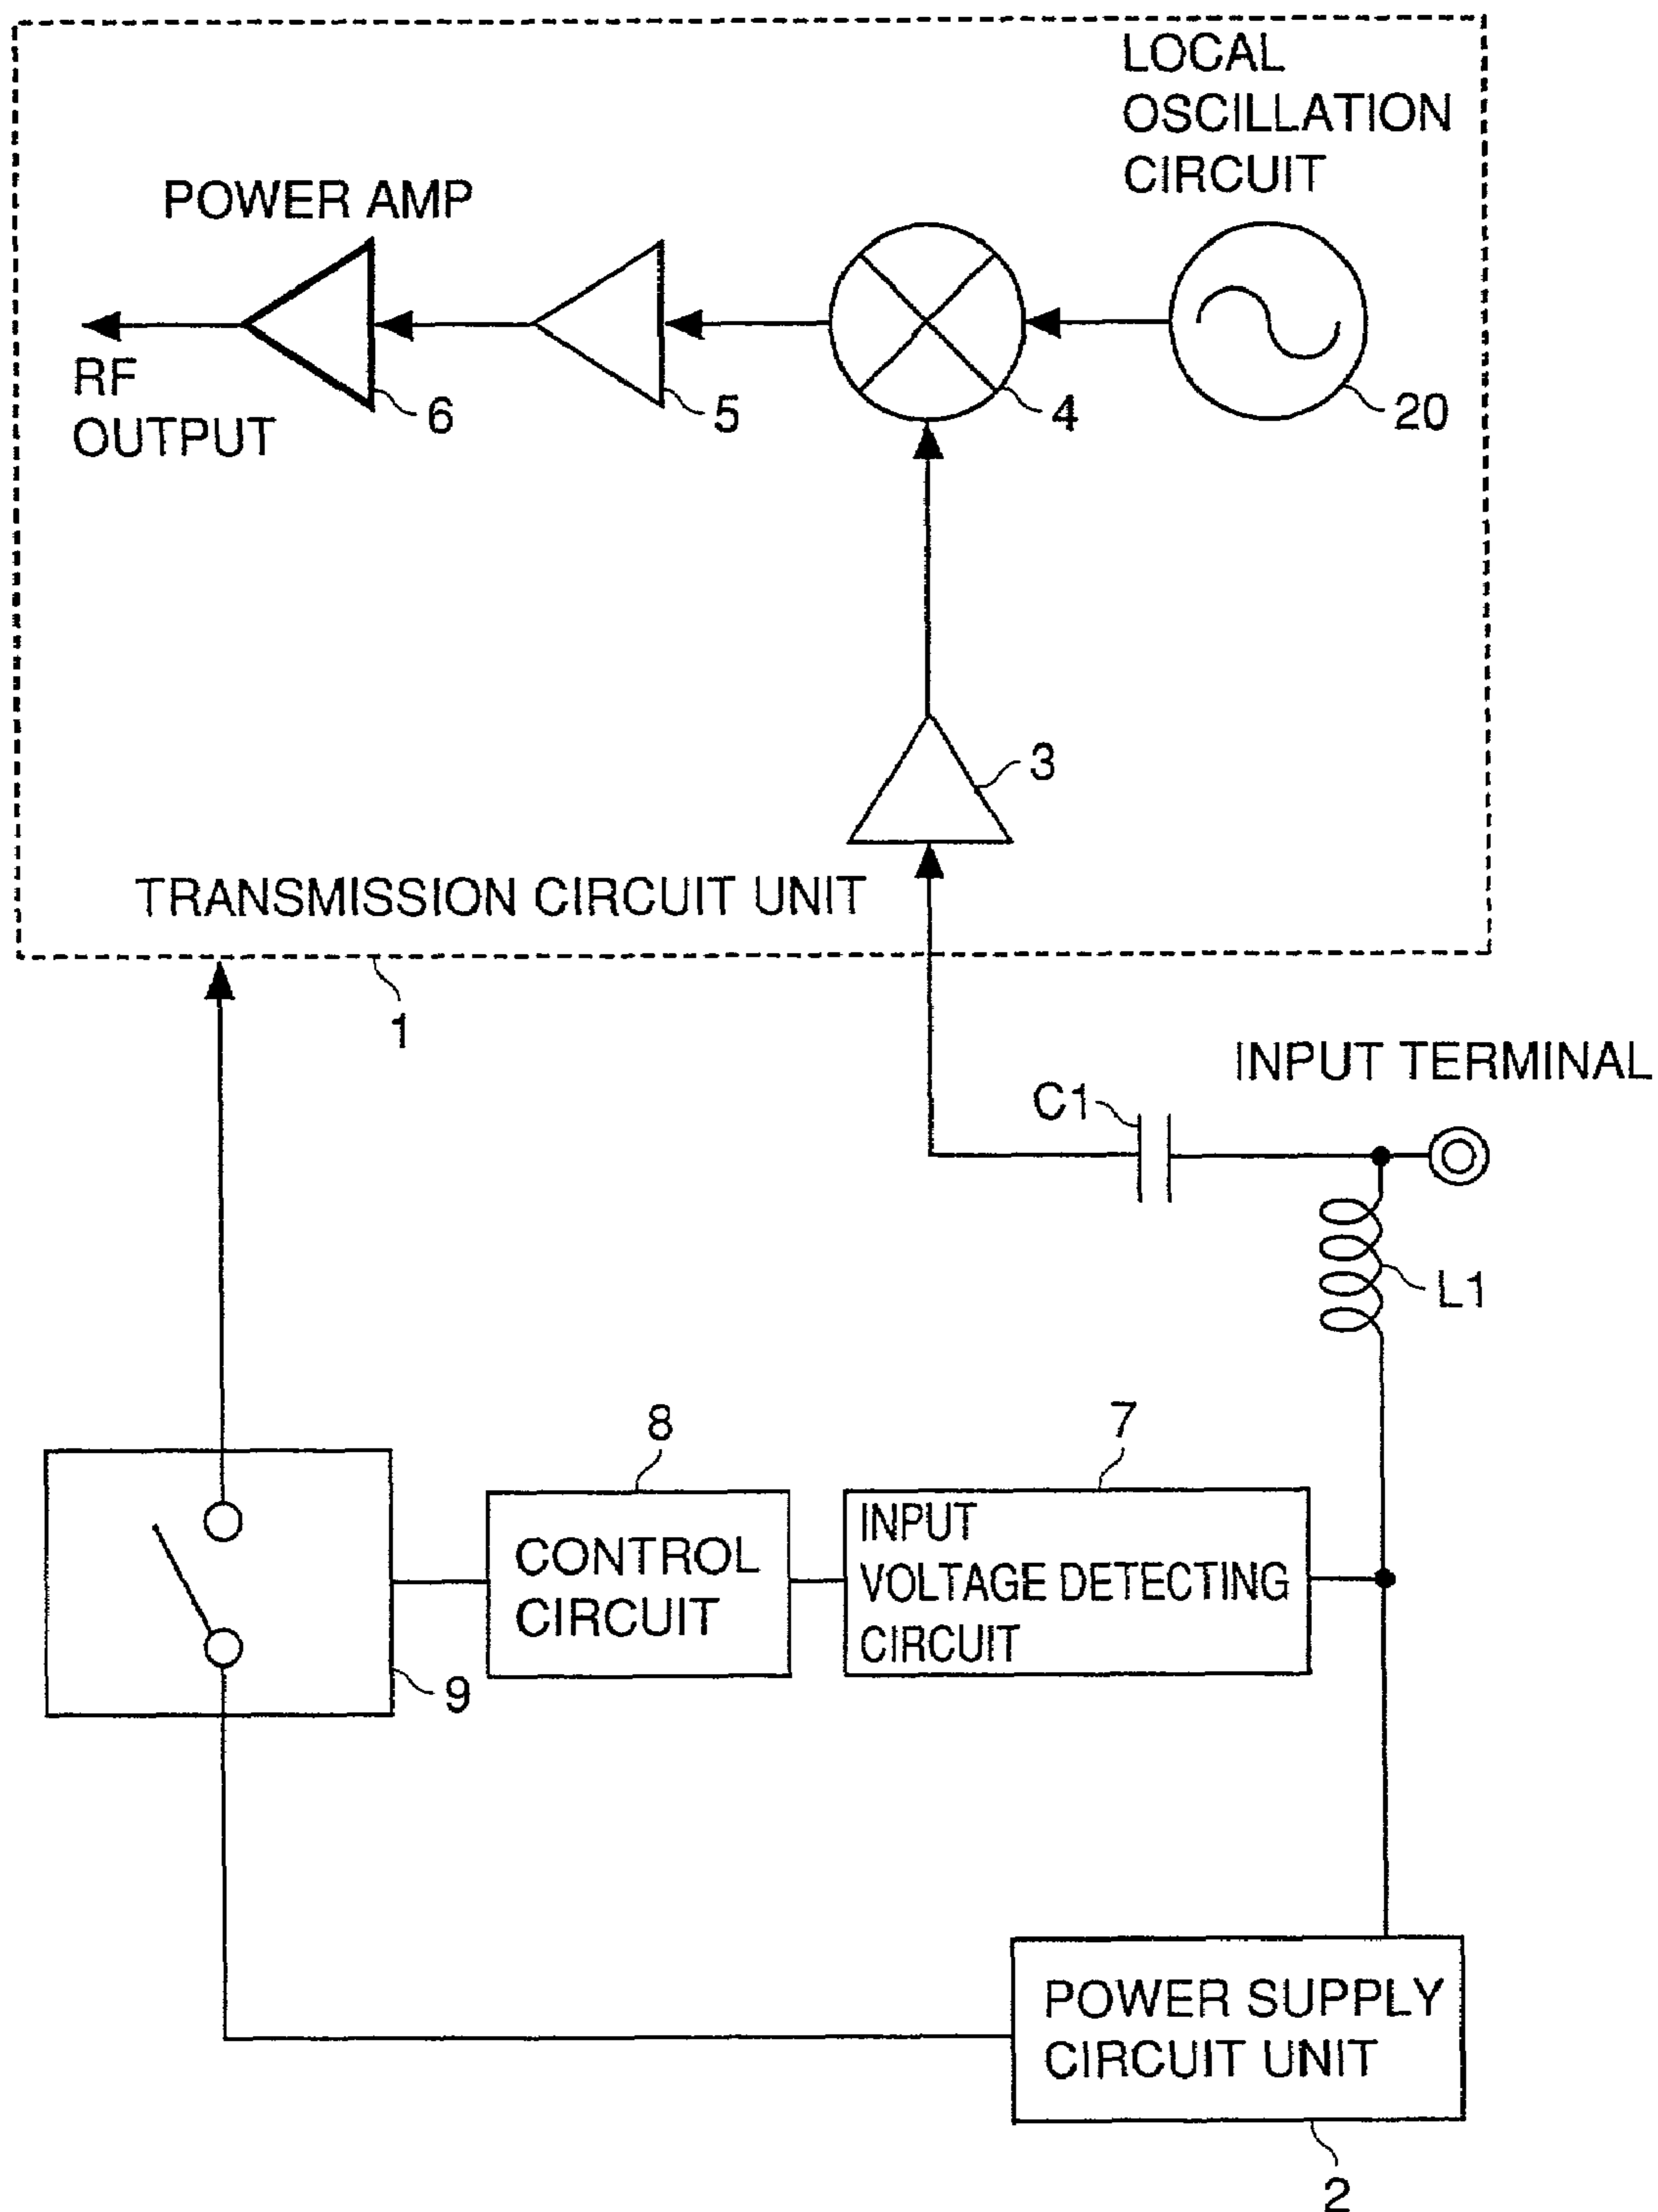 LOCAL
OSCILLATION
CIRCUIT
POWER AMP
RF
OUTPUT
6
5
4
20
3
TRANSMISSION CIRCUIT UNIT
1
INPUT TERMINAL
C1
L1
8
7
CONTROL
CIRCUIT
INPUT
VOLTAGE DETECTING
CIRCUIT
9
POWER SUPPLY
CIRCUIT UNIT
2